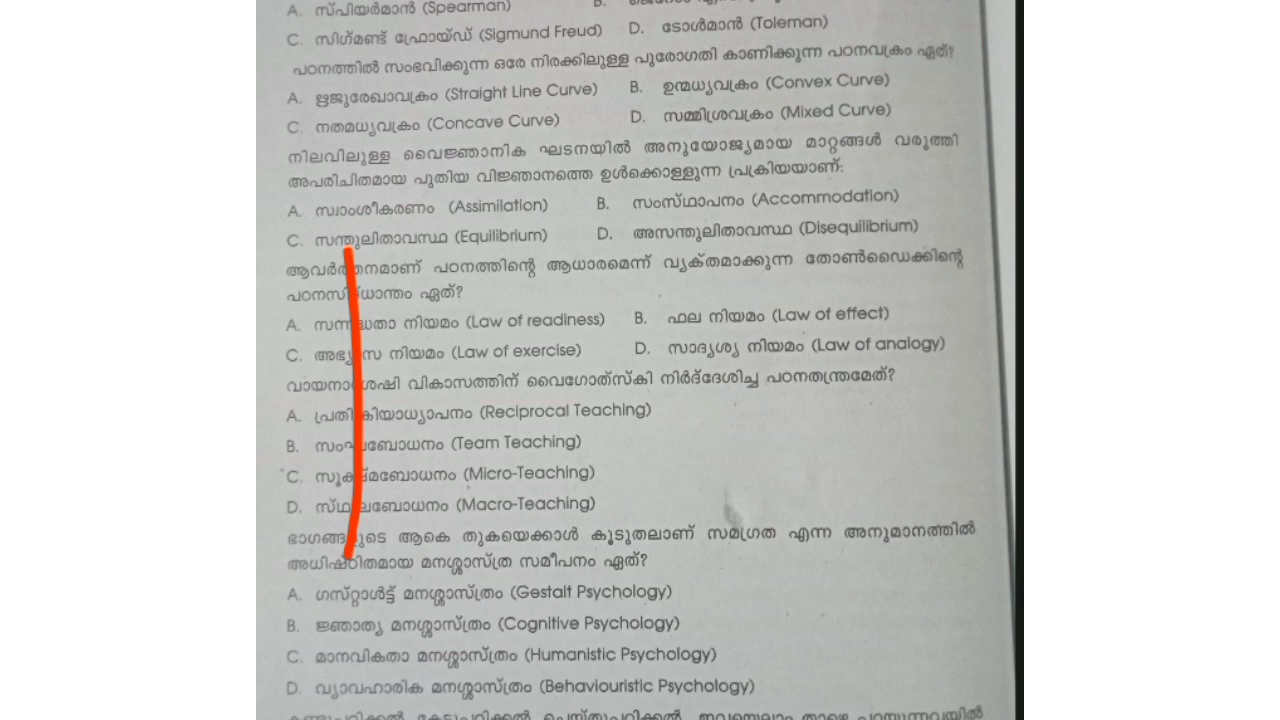 A. സ്പിയർമാൻ (Spearman) B.
C. സിഗ്മണ്ട് ഫ്രോയ്ഡ് (Sigmund Freud) D. ടോൾമാൻ (Toleman)
പഠനത്തിൽ സംഭവിക്കുന്ന ഒരേ നിരക്കിലുള്ള പുരോഗതി കാണിക്കുന്ന പഠനവക്രം ഏത്?
A. ഋജുരേഖാവക്രം (Straight Line Curve) B. ഉന്മധ്യവക്രം (Convex Curve)
C. നതമധ്യവക്രം (Concave Curve) D. സമ്മിശ്രവക്രം (Mixed Curve)
നിലവിലുള്ള വൈജ്ഞാനിക ഘടനയിൽ അനുയോജ്യമായ മാറ്റങ്ങൾ വരുത്തി
അപരിചിതമായ പുതിയ വിജ്ഞാനത്തെ ഉൾക്കൊള്ളുന്ന പ്രക്രിയയാണ്:
A. സ്വാംശീകരണം (Assimilation) B. സംസ്ഥാപനം (Accommodation)
C. സന്തുലിതാവസ്ഥ (Equilibrium) D. അസന്തുലിതാവസ്ഥ (Disequilibrium)
ആവർത്തനമാണ് പഠനത്തിന്റെ ആധാരമെന്ന് വ്യക്തമാക്കുന്ന തോൺഡൈക്കിന്റെ
പഠനസിദ്ധാന്തം ഏത്?
A. സന്നദ്ധതാ നിയമം (Law of readiness) B. ഫല നിയമം (Law of effect)
C. അഭ്യാസ നിയമം (Law of exercise) D. സാദൃശ്യ നിയമം (Law of analogy)
വായനാശേഷി വികാസത്തിന് വൈഗോത്സ്കി നിർദ്ദേശിച്ച പഠനതന്ത്രമേത്?
A. പ്രതിക്രിയാധ്യാപനം (Reciprocal Teaching)
B. സംഘബോധനം (Team Teaching)
C. സൂക്ഷ്മബോധനം (Micro-Teaching)
D. സ്ഥൂലബോധനം (Macro-Teaching)
ഭാഗങ്ങളുടെ ആകെ തുകയെക്കാൾ കൂടുതലാണ് സമഗ്രത എന്ന അനുമാനത്തിൽ
അധിഷ്ഠിതമായ മനശ്ശാസ്ത്ര സമീപനം ഏത്?
A. ഗസ്റ്റാൾട്ട് മനശ്ശാസ്ത്രം (Gestalt Psychology)
B. ജ്ഞാത്യ മനശ്ശാസ്ത്രം (Cognitive Psychology)
C. മാനവികതാ മനശ്ശാസ്ത്രം (Humanistic Psychology)
D. വ്യാവഹാരിക മനശ്ശാസ്ത്രം (Behaviouristic Psychology)